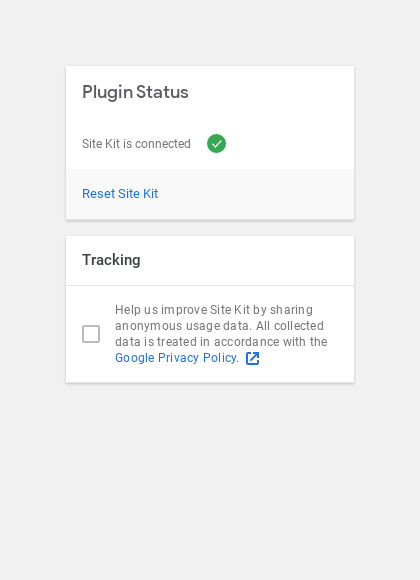 Plugin Status
Site Kit is connected
Reset Site Kit
Tracking
Help us improve Site Kit by sharing
anonymous usage data. All collected
data is treated in accordance with the
Google Privacy Policy.